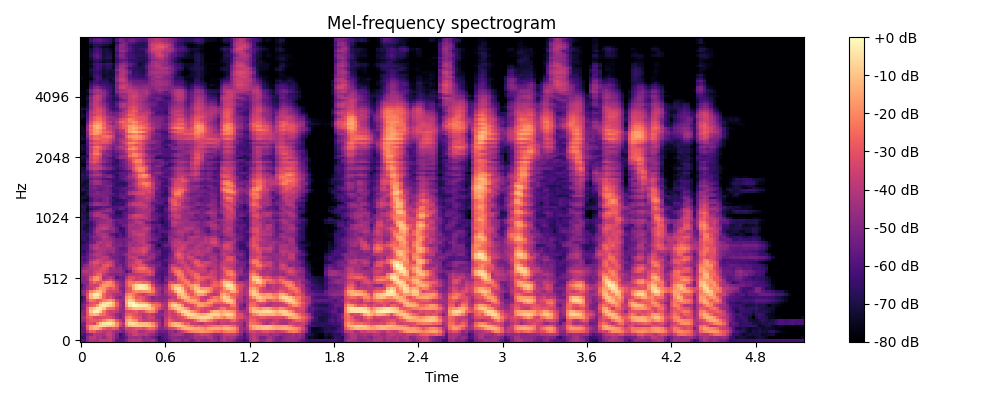 Mel-frequency spectrogram
Hz
4096
2048
1024
512
0
0 0.6 1.2 1.8 2.4 3 3.6 4.2 4.8
Time
+0 dB
-10 dB
-20 dB
-30 dB
-40 dB
-50 dB
-60 dB
-70 dB
-80 dB